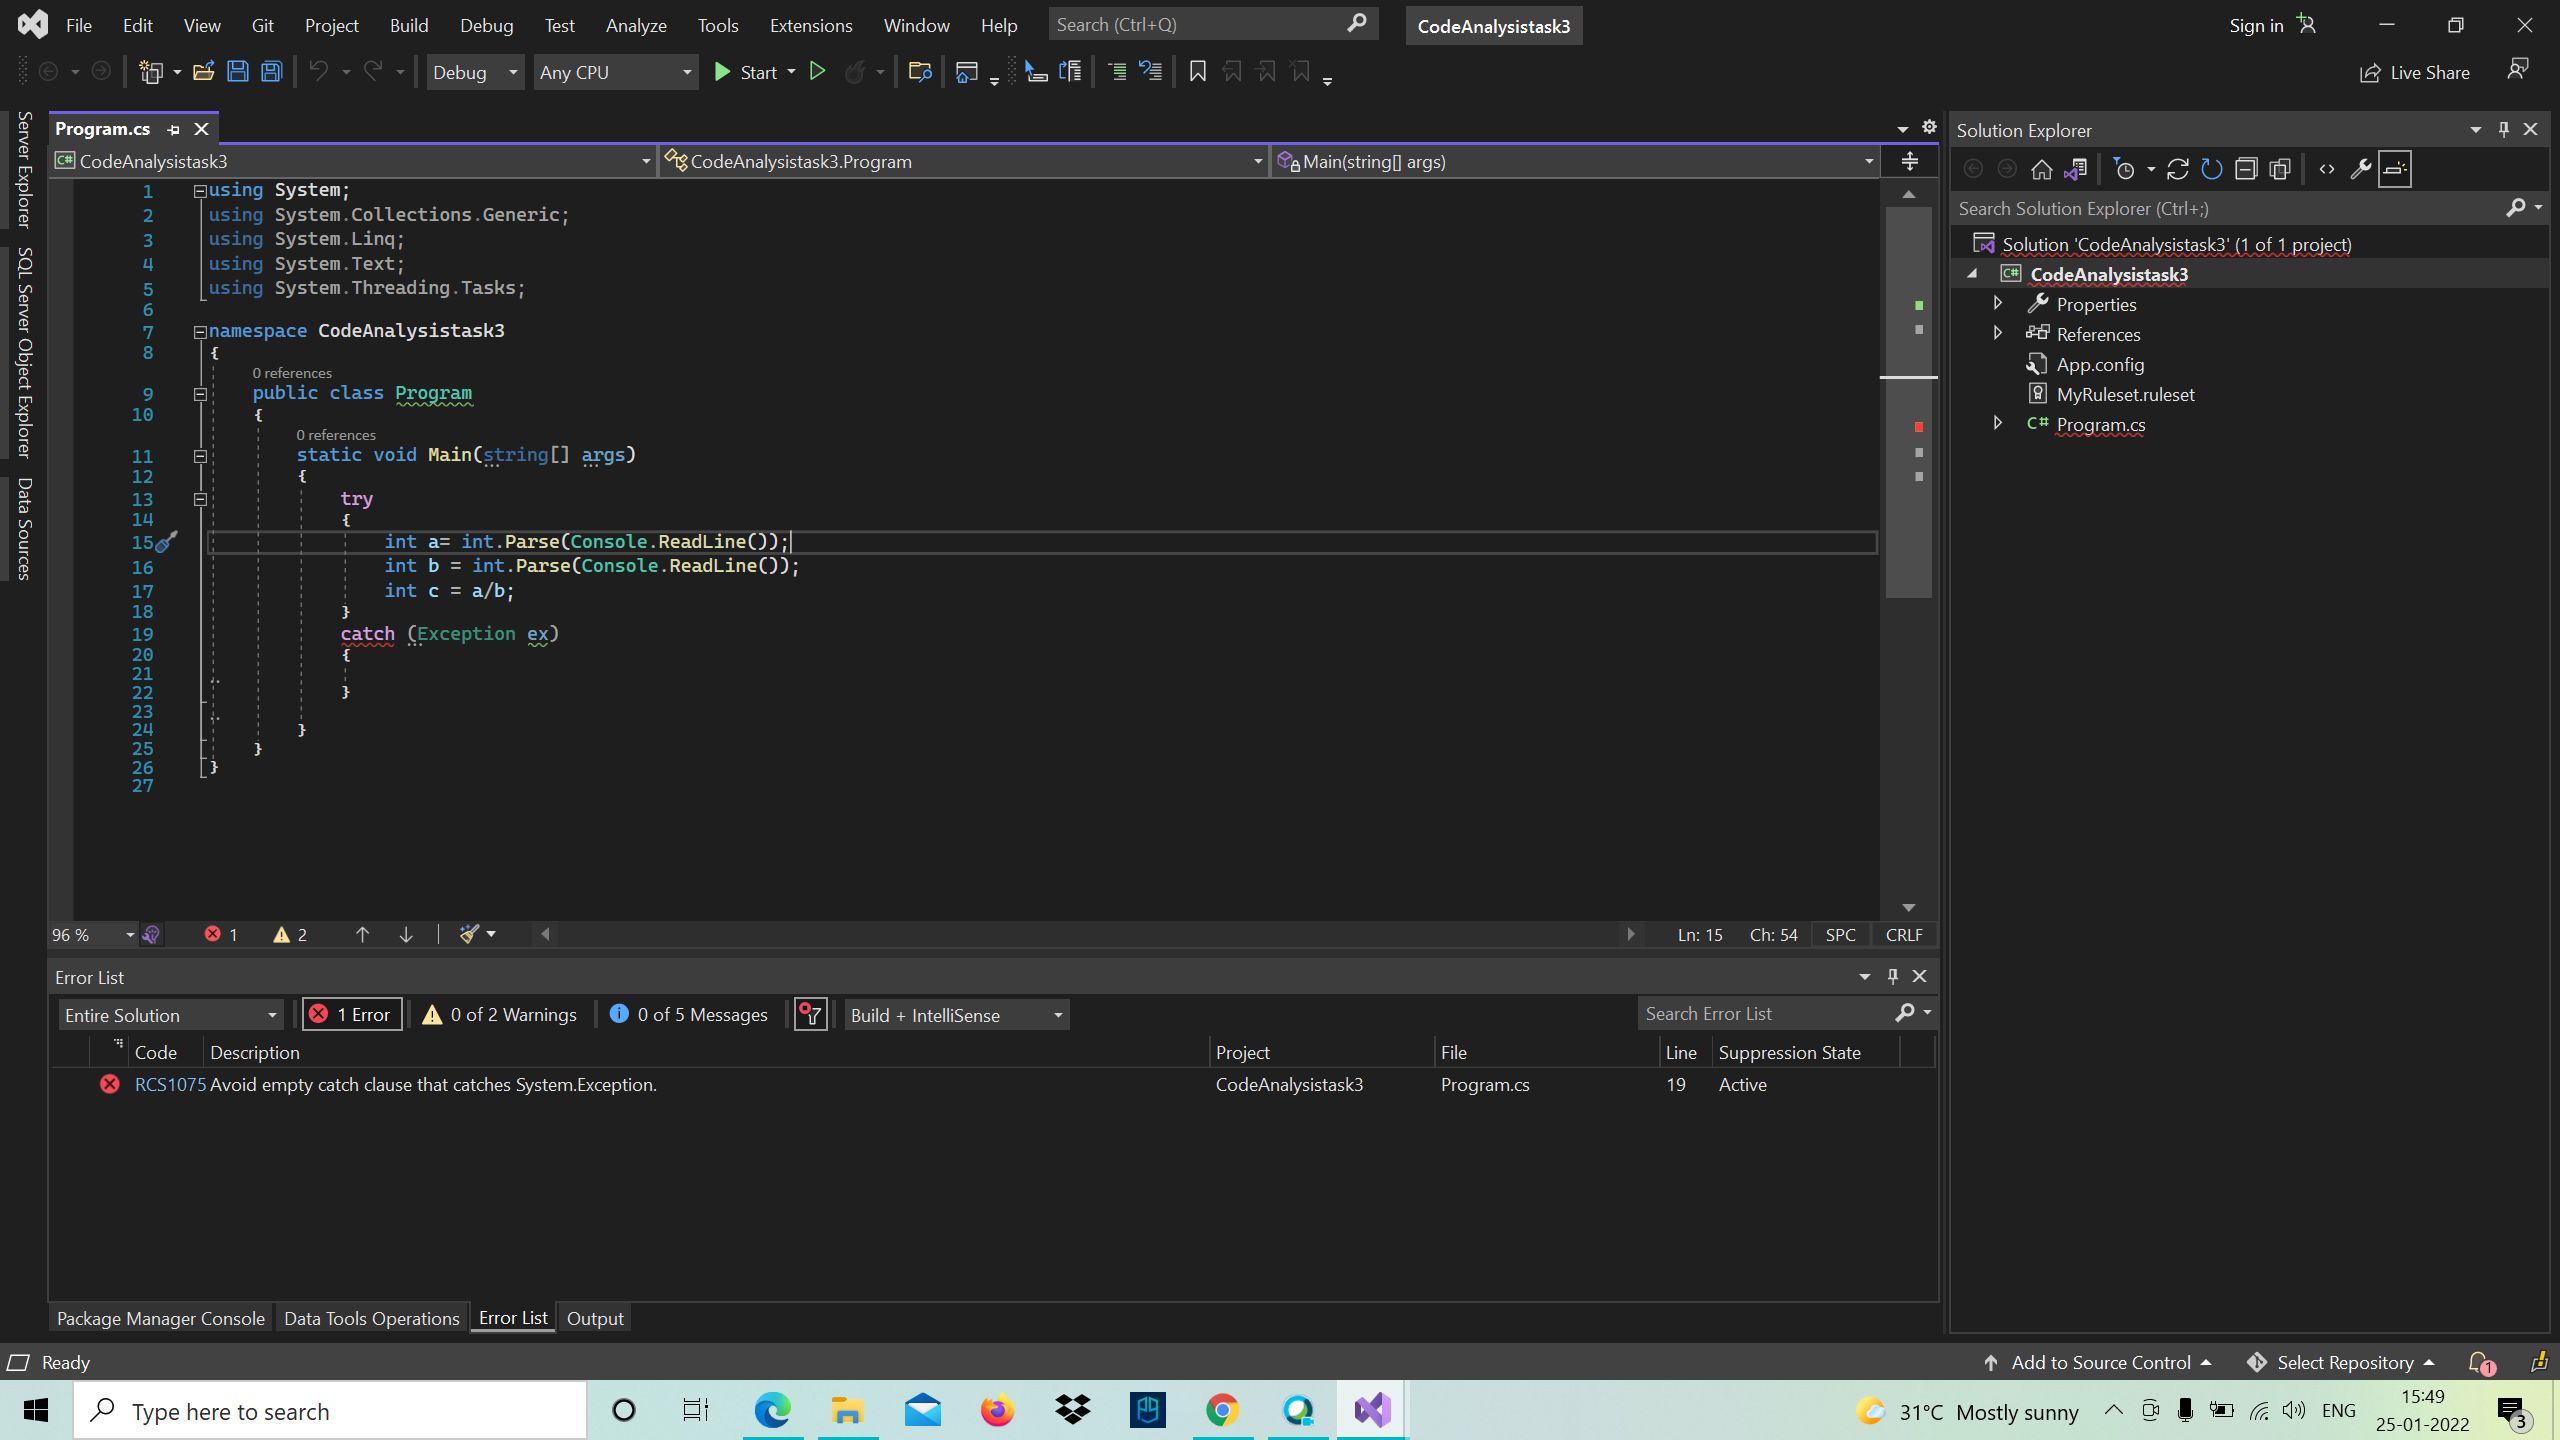 File Edit View Git Project Build Debug Test Analyze Tools Extensions Window Help Search (Ctrl+Q) CodeAnalysistask3 Sign in
Debug Any CPU Start Live Share
Server Explorer
SQL Server Object Explorer
Data Sources
Program.cs
CodeAnalysistask3 CodeAnalysistask3.Program Main(string[] args)
1 using System;
2 using System.Collections.Generic;
3 using System.Linq;
4 using System.Text;
5 using System.Threading.Tasks;
6
7 namespace CodeAnalysistask3
8 {
0 references
9 public class Program
10 {
0 references
11 static void Main(string[] args)
12 {
13 try
14 {
15 int a= int.Parse(Console.ReadLine());
16 int b = int.Parse(Console.ReadLine());
17 int c = a/b;
18 }
19 catch (Exception ex)
20 {
21
22 }
23
24 }
25 }
26 }
27
96 % 1 2 Ln: 15 Ch: 54 SPC CRLF
Solution Explorer
Search Solution Explorer (Ctrl+;)
Solution 'CodeAnalysistask3' (1 of 1 project)
CodeAnalysistask3
Properties
References
App.config
MyRuleset.ruleset
C# Program.cs
Error List
Entire Solution 1 Error 0 of 2 Warnings 0 of 5 Messages Build + IntelliSense Search Error List
Code Description Project File Line Suppression State
RCS1075 Avoid empty catch clause that catches System.Exception. CodeAnalysistask3 Program.cs 19 Active
Package Manager Console Data Tools Operations Error List Output
Ready Add to Source Control Select Repository 1
Type here to search 31°C Mostly sunny ENG 15:49
25-01-2022 3